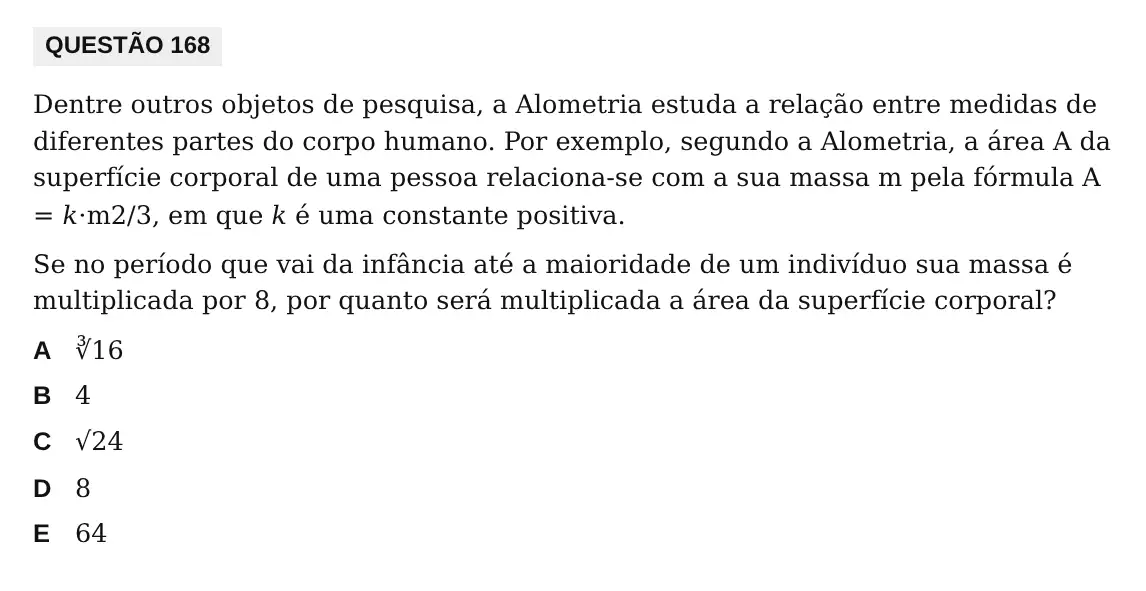 QUESTÃO 168
Dentre outros objetos de pesquisa, a Alometria estuda a relação entre medidas de
diferentes partes do corpo humano. Por exemplo, segundo a Alometria, a área A da
superfície corporal de uma pessoa relaciona-se com a sua massa m pela fórmula A
= k·m2/3, em que k é uma constante positiva.
Se no período que vai da infância até a maioridade de um indivíduo sua massa é
multiplicada por 8, por quanto será multiplicada a área da superfície corporal?
A ∛16
B 4
C √24
D 8
E 64